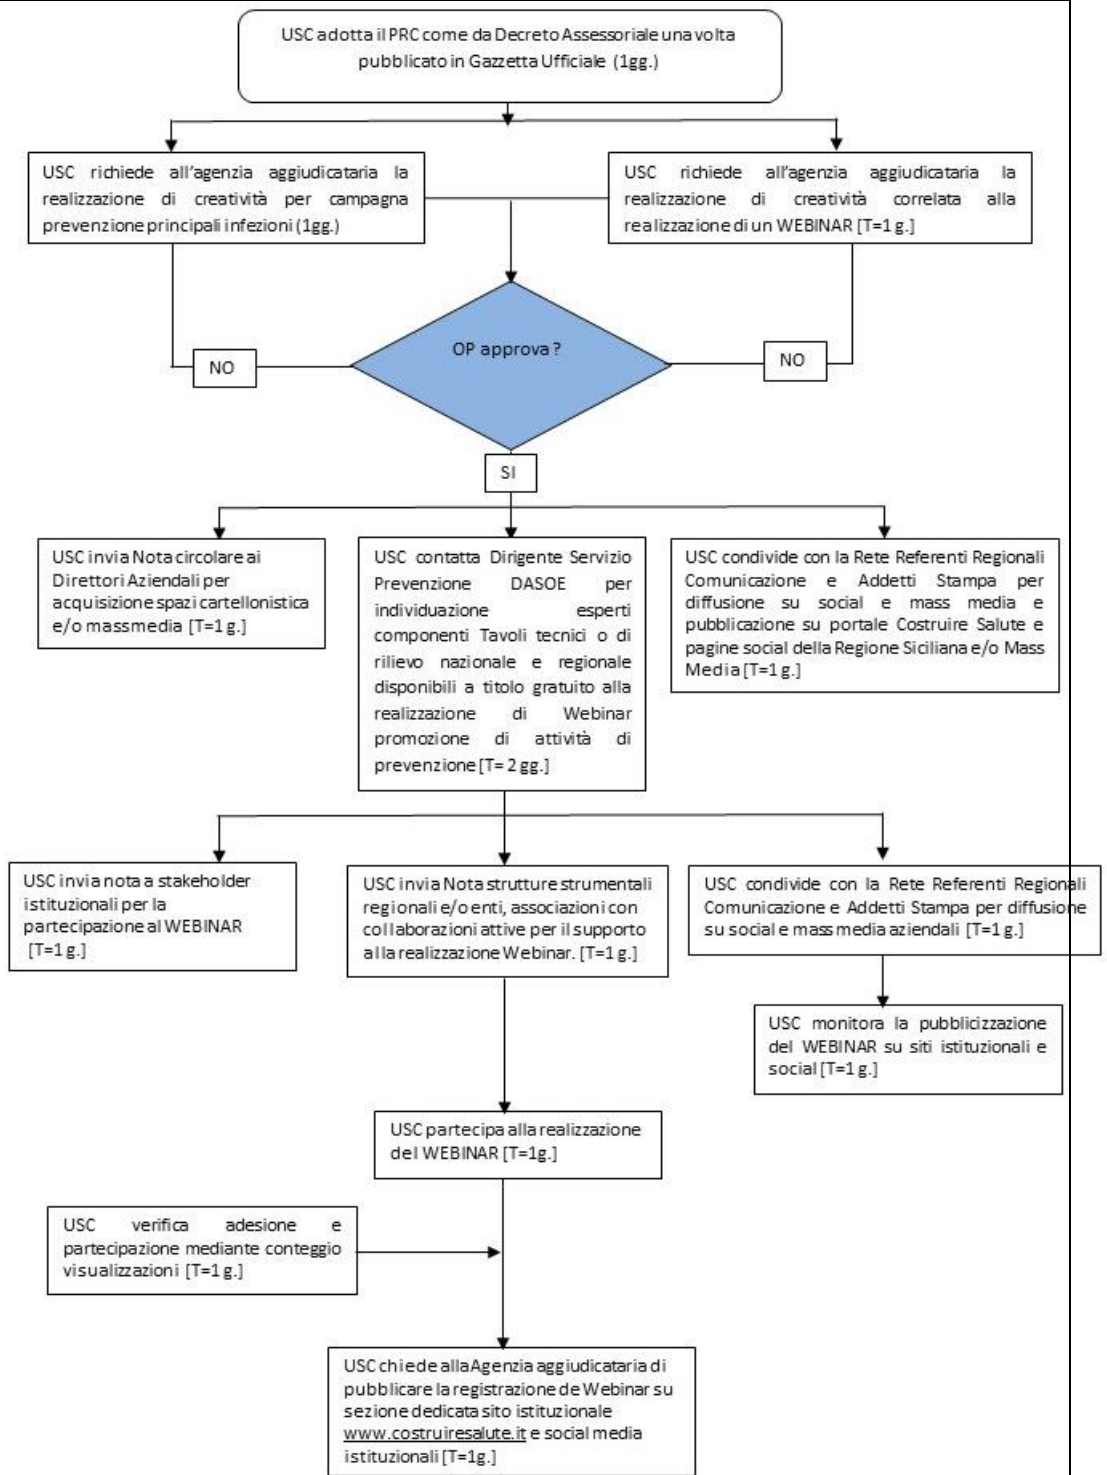 USC adotta il PRC come da Decreto Assessoriale una volta
pubblicato in Gazzetta Ufficiale (1gg.)
USC richiede all'agenzia aggiudicataria la
realizzazione di creatività per campagna
prevenzione principali infezioni (1gg.)
USC richiede all'agenzia aggiudicataria la
realizzazione di creatività correlata alla
realizzazione di un WEBINAR [T=1 g.]
OP approva?
NO
NO
SI
USC invia Nota circolare ai
Direttori Aziendali per
acquisizione spazi cartellonistica
e/o mass media [T=1 g.]
USC contatta Dirigente Servizio
Prevenzione DASOE per
individuazione esperti
componenti Tavoli tecnici o di
rilievo nazionale e regionale
disponibili a titolo gratuito alla
realizzazione di Webinar
promozione di attività di
prevenzione [T= 2 gg.]
USC condivide con la Rete Referenti Regionali
Comunicazione e Addetti Stampa per
diffusione su social e mass media e
pubblicazione su portale Costruire Salute e
pagine social della Regione Siciliana e/o Mass
Media [T=1 g.]
USC invia nota a stakeholder
istituzionali per la
partecipazione al WEBINAR
[T=1 g.]
USC invia Nota strutture strumentali
regionali e/o enti, associazioni con
collaborazioni attive per il supporto
alla realizzazione Webinar. [T=1 g.]
USC condivide con la Rete Referenti Regionali
Comunicazione e Addetti Stampa per diffusione
su social e mass media aziendali [T=1 g.]
USC monitora la pubblicizzazione
del WEBINAR su siti istituzionali e
social [T=1 g.]
USC partecipa alla realizzazione
del WEBINAR [T=1g.]
USC verifica adesione e
partecipazione mediante conteggio
visualizzazioni [T=1 g.]
USC chiede alla Agenzia aggiudicataria di
pubblicare la registrazione de Webinar su
sezione dedicata sito istituzionale
www.costruiresalute.it e social media
istituzionali [T=1g.]